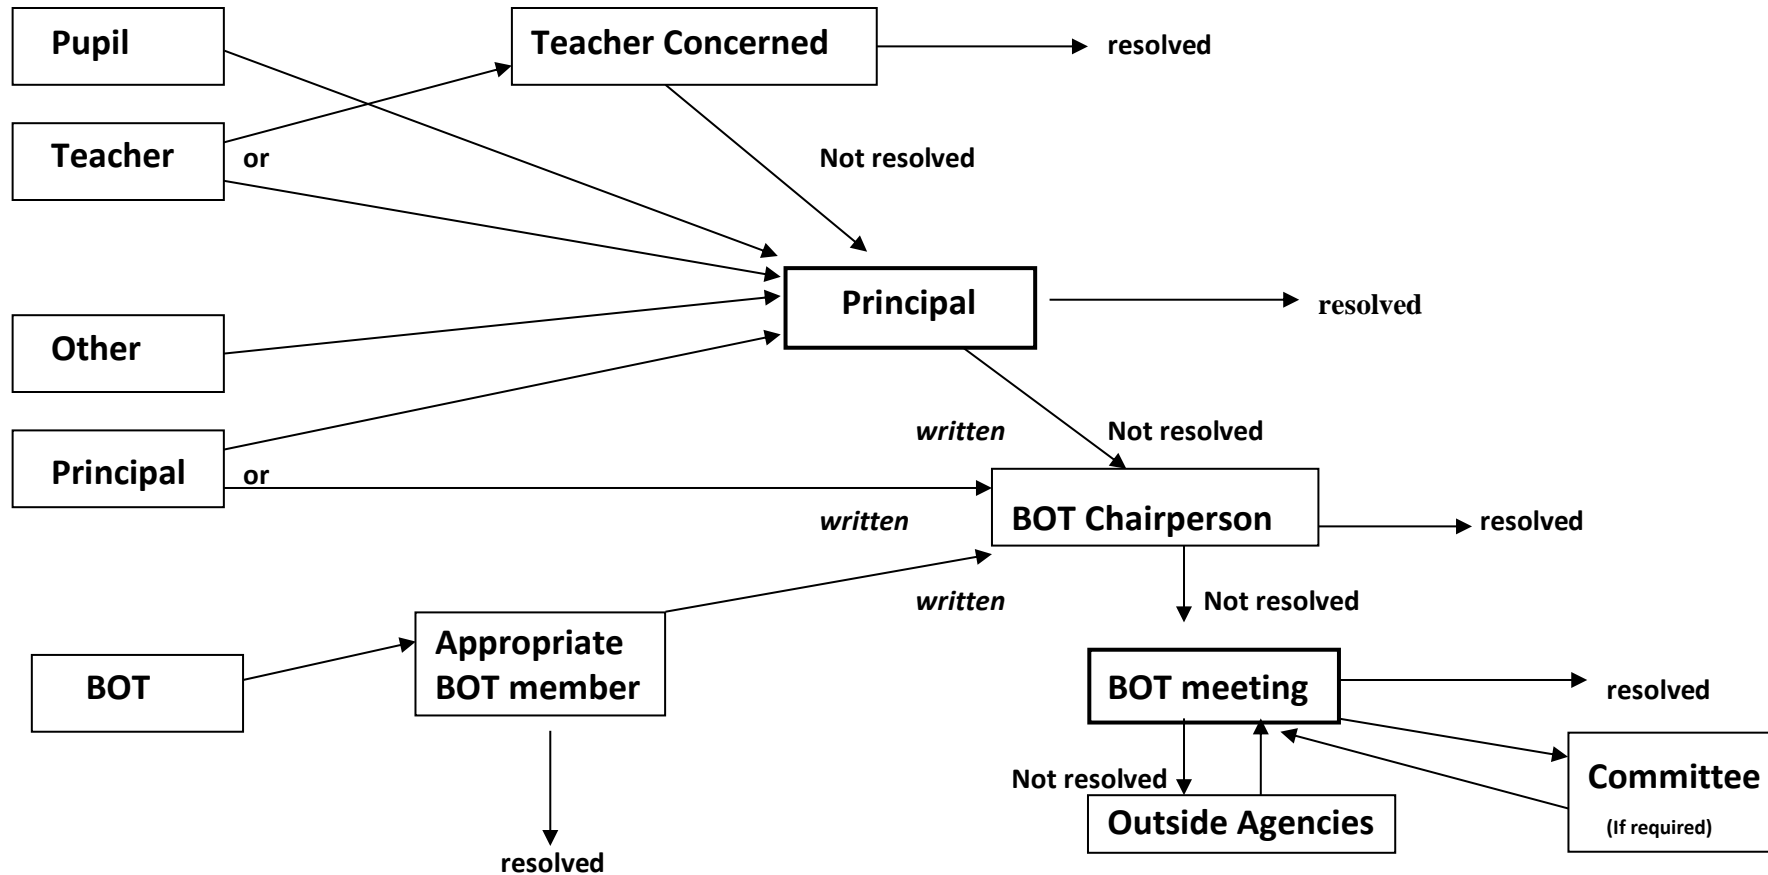 Pupil
Teacher Concerned
resolved
Teacher
or
Not resolved
Principal
resolved
Other
written
Not resolved
Principal
or
BOT Chairperson
resolved
written
written
Not resolved
Appropriate
BOT member
BOT
BOT meeting
resolved
Not resolved
Committee
(If required)
Outside Agencies
resolved